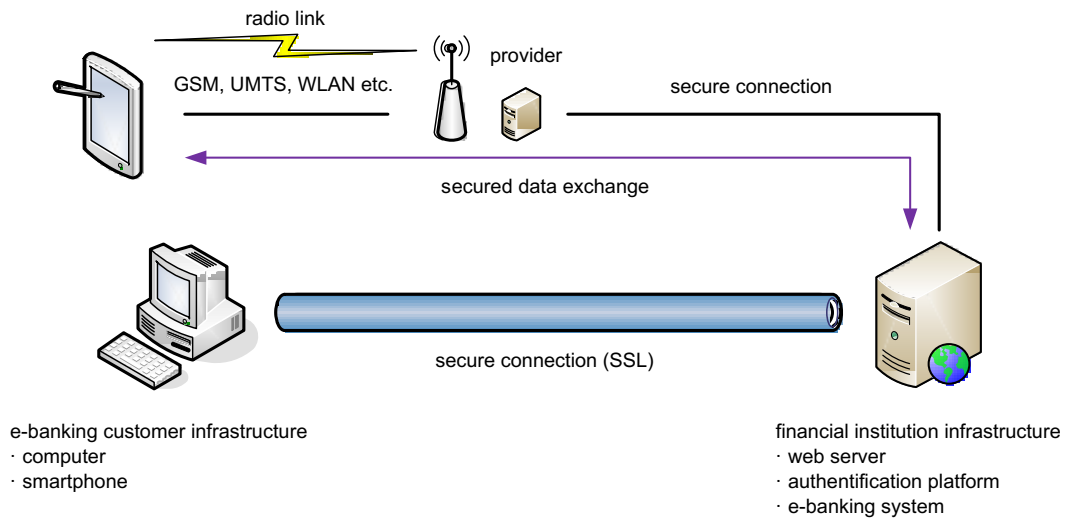 radio link
provider
GSM, UMTS, WLAN etc.
secure connection
secured data exchange
secure connection (SSL)
e-banking customer infrastructure
· computer
· smartphone
financial institution infrastructure
· web server
· authentification platform
· e-banking system